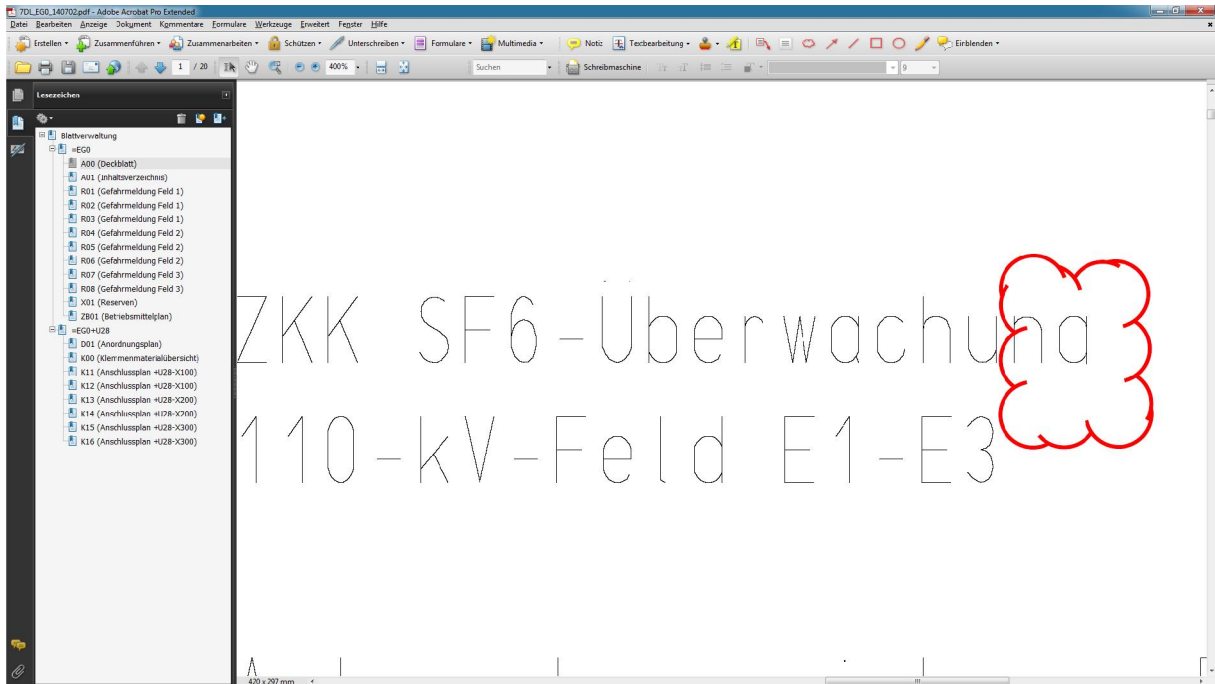 7DL_EG0_140702.pdf - Adobe Acrobat Pro Extended
Datei Bearbeiten Anzeige Dokument Kommentare Formulare Werkzeuge Erweitert Fenster Hilfe
Erstellen Zusammenführen Zusammenarbeiten Schützen Unterschreiben Formulare Multimedia Notiz Textbearbeitung Einblenden
1 / 20 400% Suchen Schreibmaschine 9
Lesezeichen
Blattverwaltung
=EG0
A00 (Deckblatt)
A01 (Inhaltsverzeichnis)
R01 (Gefahrmeldung Feld 1)
R02 (Gefahrmeldung Feld 1)
R03 (Gefahrmeldung Feld 1)
R04 (Gefahrmeldung Feld 2)
R05 (Gefahrmeldung Feld 2)
R06 (Gefahrmeldung Feld 2)
R07 (Gefahrmeldung Feld 3)
R08 (Gefahrmeldung Feld 3)
X01 (Reserven)
ZB01 (Betriebsmittelplan)
=EG0+U28
D01 (Anordnungsplan)
K00 (Klemmenmaterialübersicht)
K11 (Anschlussplan +U28-X100)
K12 (Anschlussplan +U28-X100)
K13 (Anschlussplan +U28-X200)
K14 (Anschlussplan +U28-X200)
K15 (Anschlussplan +U28-X300)
K16 (Anschlussplan +U28-X300)
ZKK SF6-Überwachuna
110-kV-Feld E1-E3
420 x 297 mm